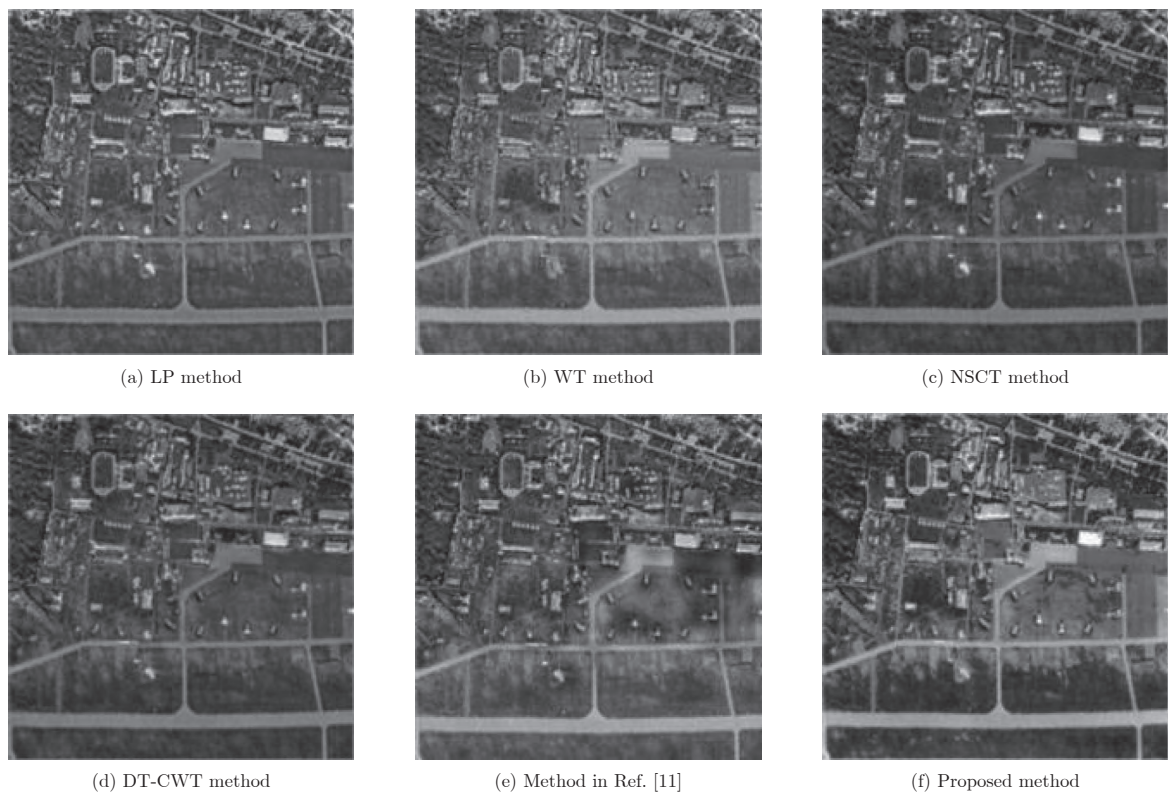 (a) LP method
(b) WT method
(c) NSCT method
(d) DT-CWT method
(e) Method in Ref. [11]
(f) Proposed method